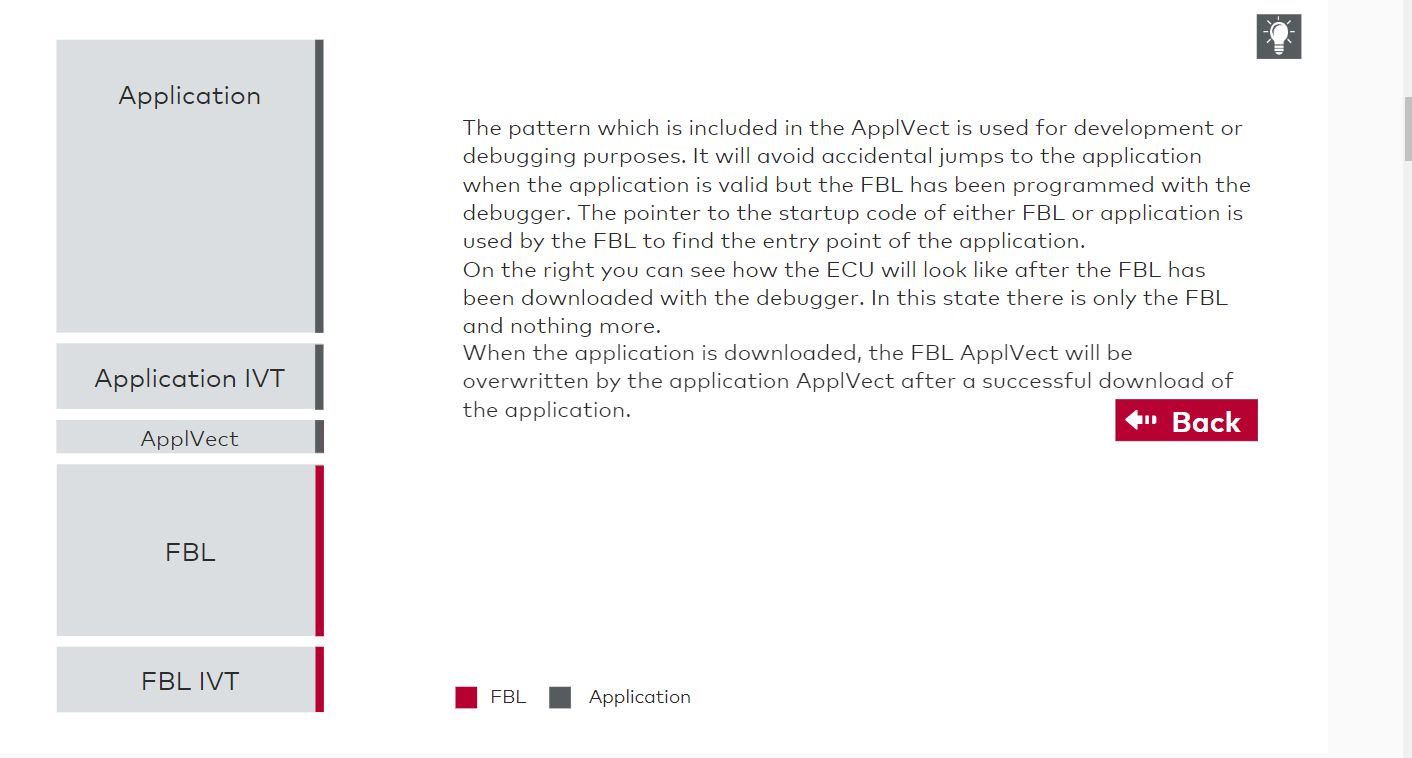 Application
Application IVT
ApplVect
FBL
FBL IVT
The pattern which is included in the ApplVect is used for development or
debugging purposes. It will avoid accidental jumps to the application
when the application is valid but the FBL has been programmed with the
debugger. The pointer to the startup code of either FBL or application is
used by the FBL to find the entry point of the application.
On the right you can see how the ECU will look like after the FBL has
been downloaded with the debugger. In this state there is only the FBL
and nothing more.
When the application is downloaded, the FBL ApplVect will be
overwritten by the application ApplVect after a successful download of
the application.
Back
FBL
Application